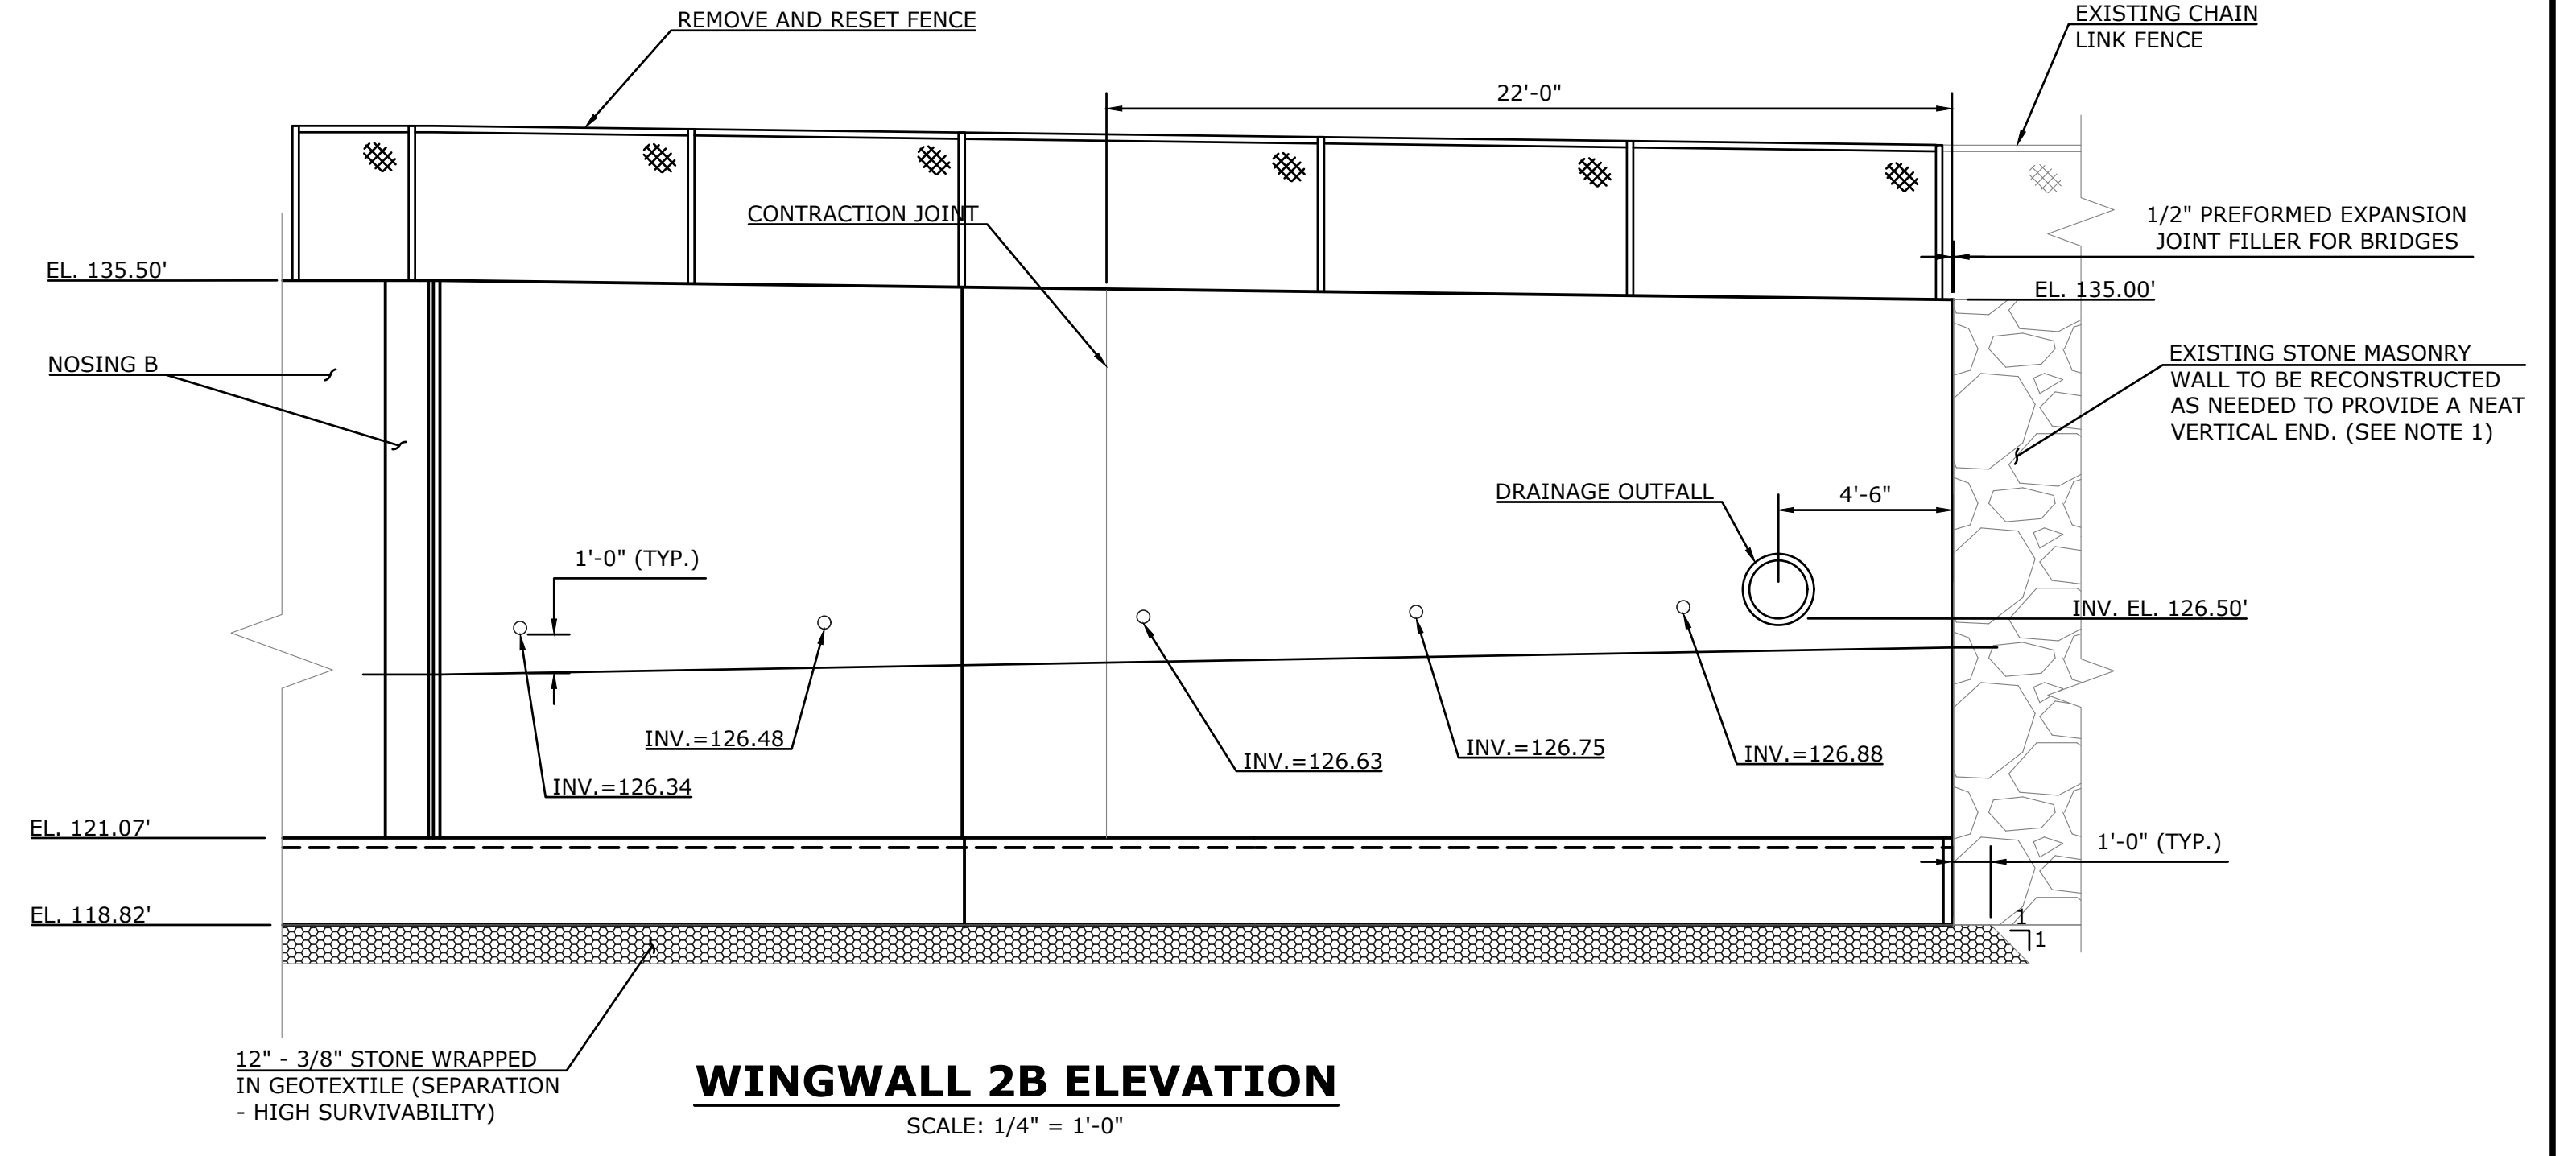 REMOVE AND RESET FENCE
EXISTING CHAIN
LINK FENCE
22'-0"
CONTRACTION JOINT
1/2" PREFORMED EXPANSION
JOINT FILLER FOR BRIDGES
EL. 135.50'
EL. 135.00'
NOSING B
EXISTING STONE MASONRY
WALL TO BE RECONSTRUCTED
AS NEEDED TO PROVIDE A NEAT
VERTICAL END. (SEE NOTE 1)
DRAINAGE OUTFALL
4'-6"
1'-0" (TYP.)
INV. EL. 126.50'
INV.=126.48
INV.=126.63
INV.=126.75
INV.=126.88
INV.=126.34
EL. 121.07'
1'-0" (TYP.)
EL. 118.82'
1
1
12" - 3/8" STONE WRAPPED
IN GEOTEXTILE (SEPARATION
- HIGH SURVIVABILITY)
WINGWALL 2B ELEVATION
SCALE: 1/4" = 1'-0"